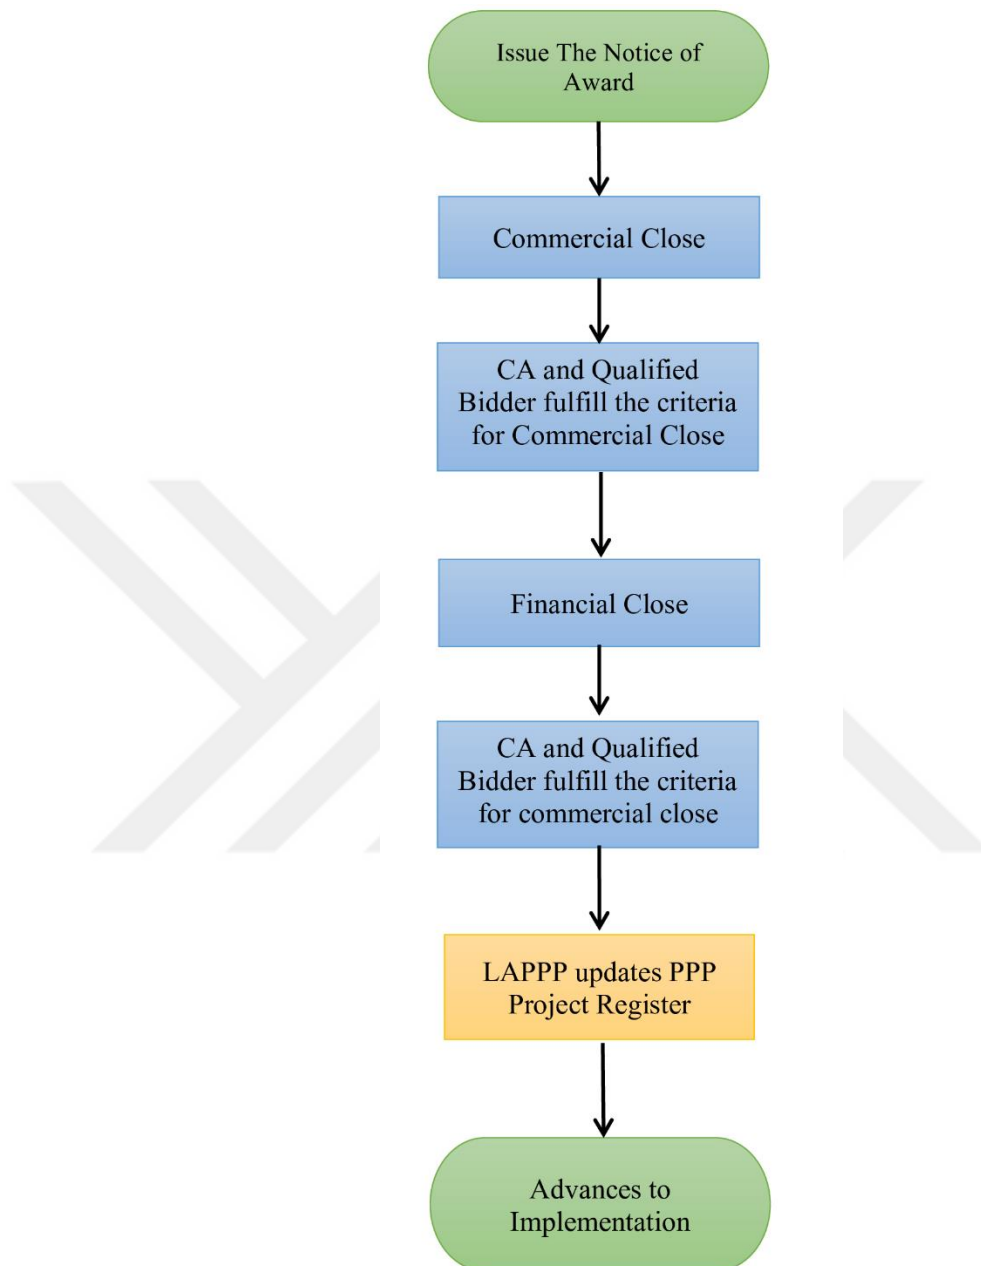 Issue The Notice of
Award
Commercial Close
CA and Qualified
Bidder fulfill the criteria
for Commercial Close
Financial Close
CA and Qualified
Bidder fulfill the criteria
for commercial close
LAPPP updates PPP
Project Register
Advances to
Implementation